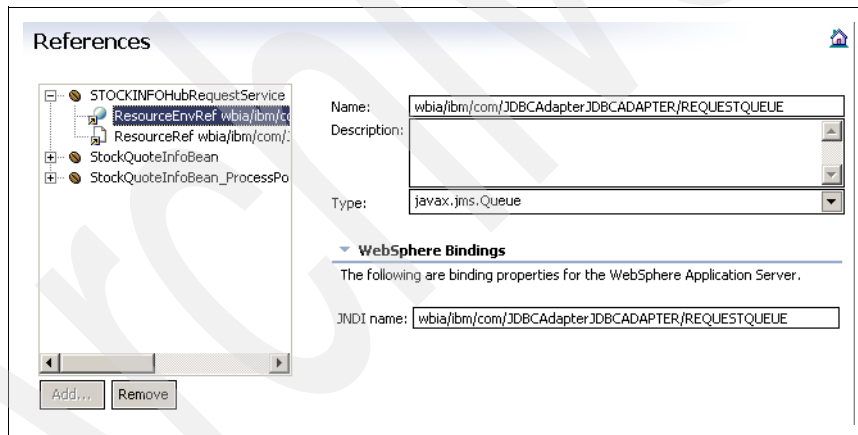 References
STOCKINFOHubRequestService
ResourceEnvRef wbia/ibm/co
ResourceRef wbia/ibm/com/J
StockQuoteInfoBean
StockQuoteInfoBean_ProcessPo
Add...
Remove
Name: wbia/ibm/com/JDBCAdapterJDBCADAPTER/REQUESTQUEUE
Description:
Type: javax.jms.Queue
WebSphere Bindings
The following are binding properties for the WebSphere Application Server.
JNDI name: wbia/ibm/com/JDBCAdapterJDBCADAPTER/REQUESTQUEUE